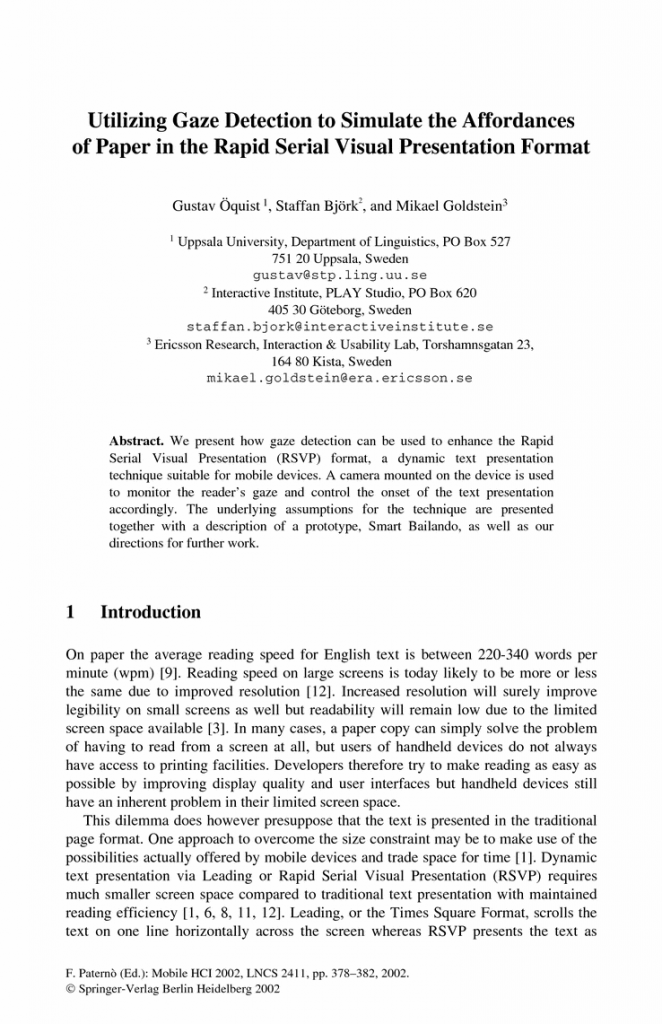 Utilizing Gaze Detection to Simulate the Affordances
of Paper in the Rapid Serial Visual Presentation Format
Gustav Öquist 1, Staffan Björk2, and Mikael Goldstein3
1 Uppsala University, Department of Linguistics, PO Box 527
751 20 Uppsala, Sweden
gustav@stp.ling.uu.se
2 Interactive Institute, PLAY Studio, PO Box 620
405 30 Göteborg, Sweden
staffan.bjork@interactiveinstitute.se
3 Ericsson Research, Interaction & Usability Lab, Torshamnsgatan 23,
164 80 Kista, Sweden
mikael.goldstein@era.ericsson.se
Abstract. We present how gaze detection can be used to enhance the Rapid
Serial Visual Presentation (RSVP) format, a dynamic text presentation
technique suitable for mobile devices. A camera mounted on the device is used
to monitor the reader's gaze and control the onset of the text presentation
accordingly. The underlying assumptions for the technique are presented
together with a description of a prototype, Smart Bailando, as well as our
directions for further work.
1 Introduction
On paper the average reading speed for English text is between 220-340 words per
minute (wpm) [9]. Reading speed on large screens is today likely to be more or less
the same due to improved resolution [12]. Increased resolution will surely improve
legibility on small screens as well but readability will remain low due to the limited
screen space available [3]. In many cases, a paper copy can simply solve the problem
of having to read from a screen at all, but users of handheld devices do not always
have access to printing facilities. Developers therefore try to make reading as easy as
possible by improving display quality and user interfaces but handheld devices still
have an inherent problem in their limited screen space.
This dilemma does however presuppose that the text is presented in the traditional
page format. One approach to overcome the size constraint may be to make use of the
possibilities actually offered by mobile devices and trade space for time [1]. Dynamic
text presentation via Leading or Rapid Serial Visual Presentation (RSVP) requires
much smaller screen space compared to traditional text presentation with maintained
reading efficiency [1, 6, 8, 11, 12]. Leading, or the Times Square Format, scrolls the
text on one line horizontally across the screen whereas RSVP presents the text as
F. Paternò (Ed.): Mobile HCI 2002, LNCS 2411, pp. 378–382, 2002.
© Springer-Verlag Berlin Heidelberg 2002